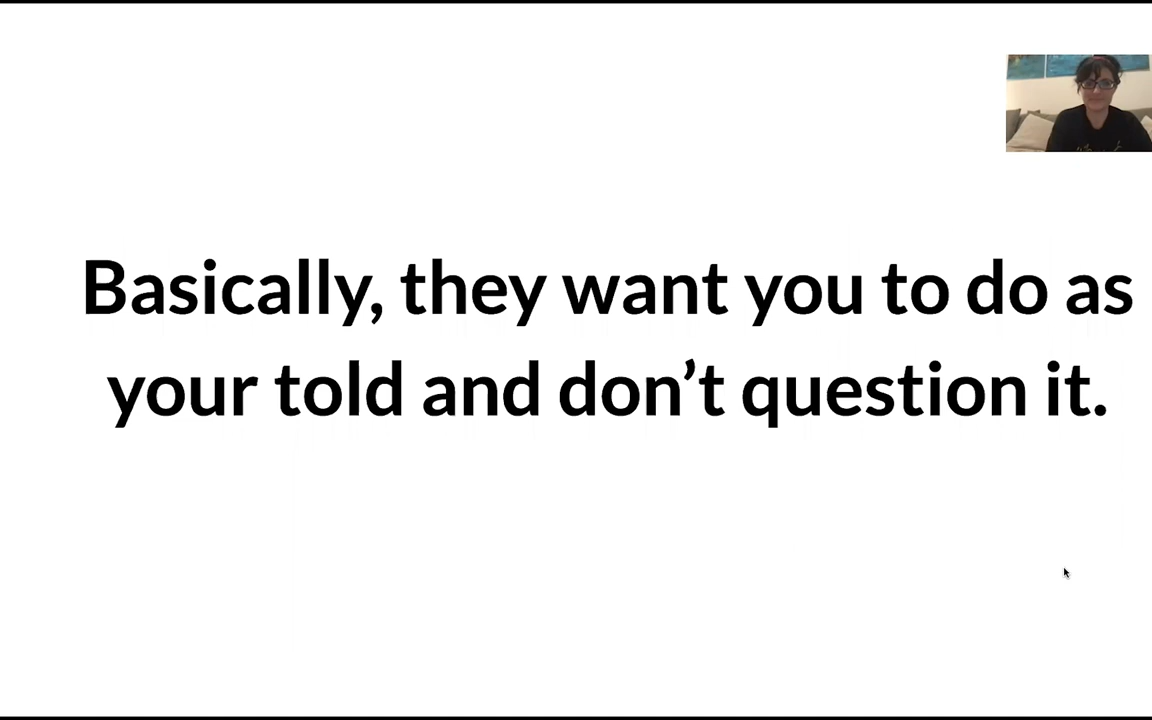 Basically, they want you to do as
your told and don’t question it.